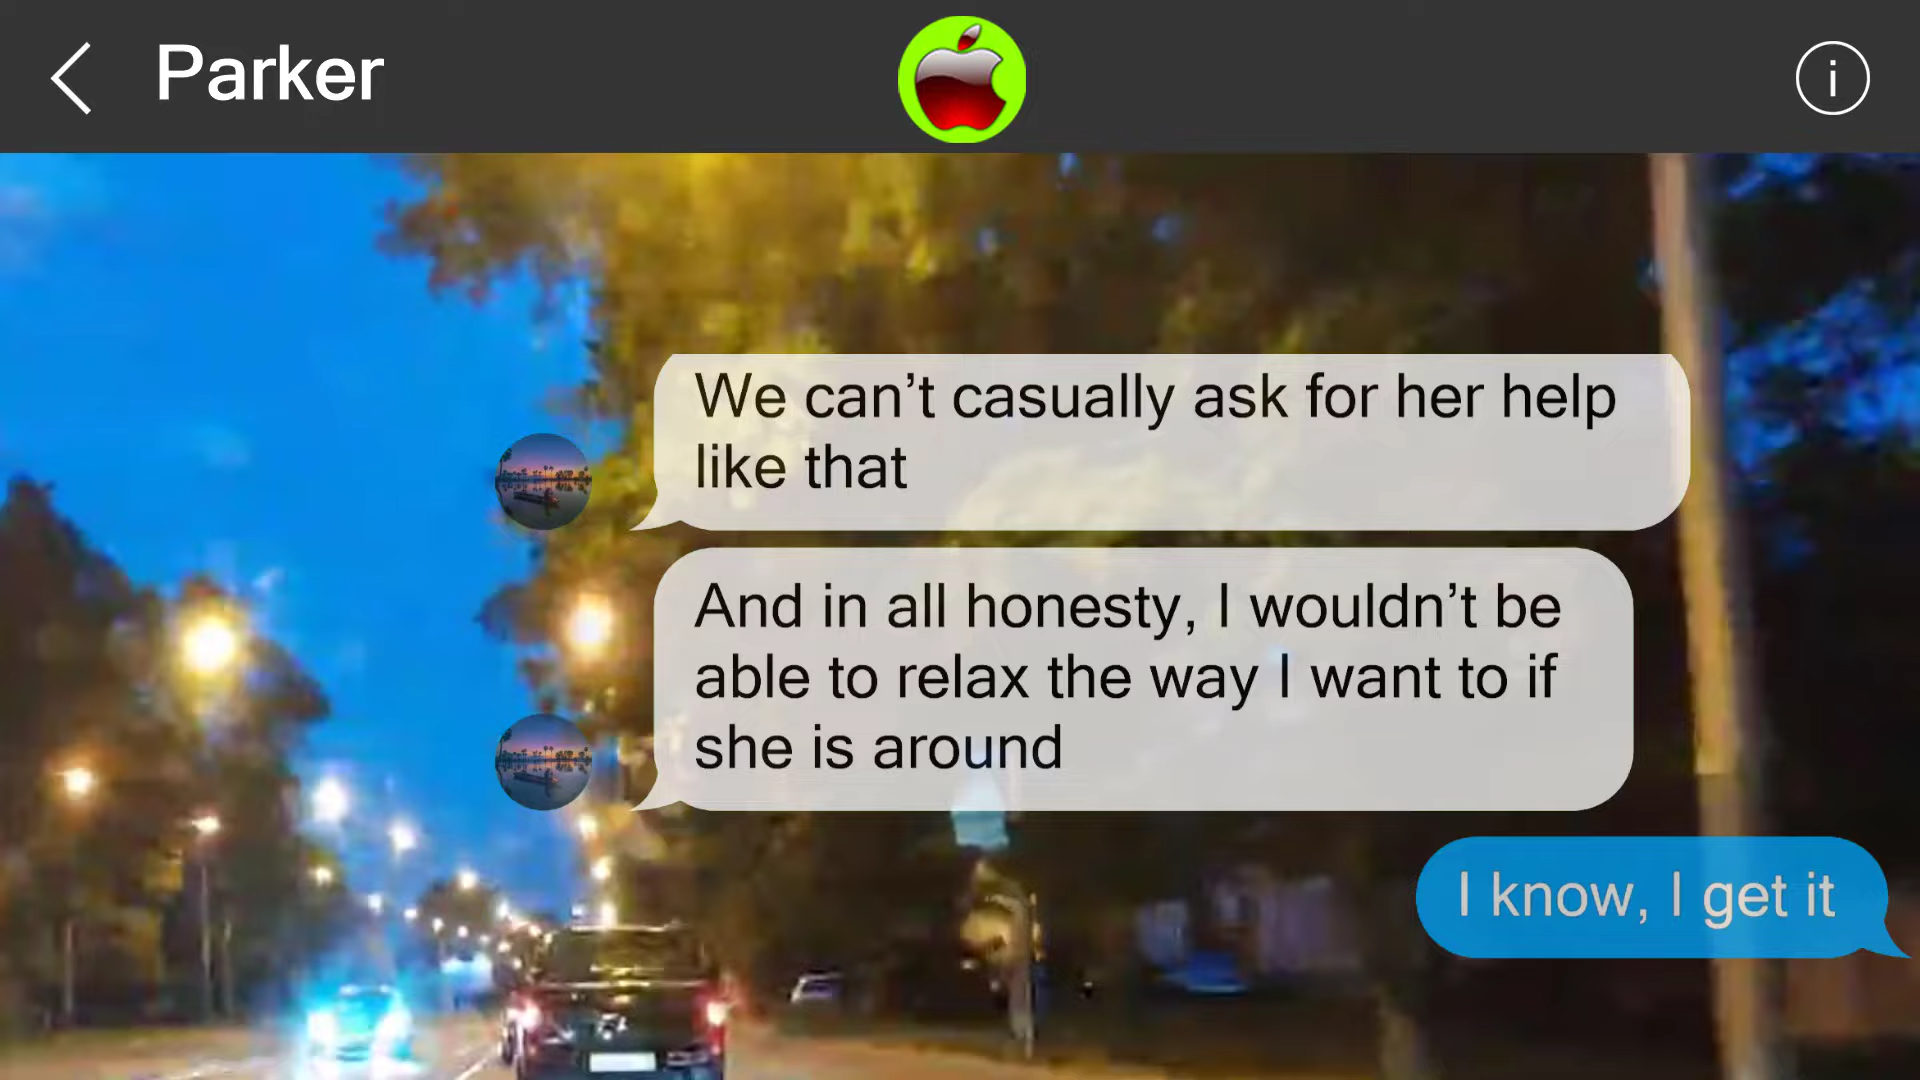 Parker
We can’t casually ask for her help
like that
And in all honesty, I wouldn’t be
able to relax the way I want to if
she is around
I know, I get it